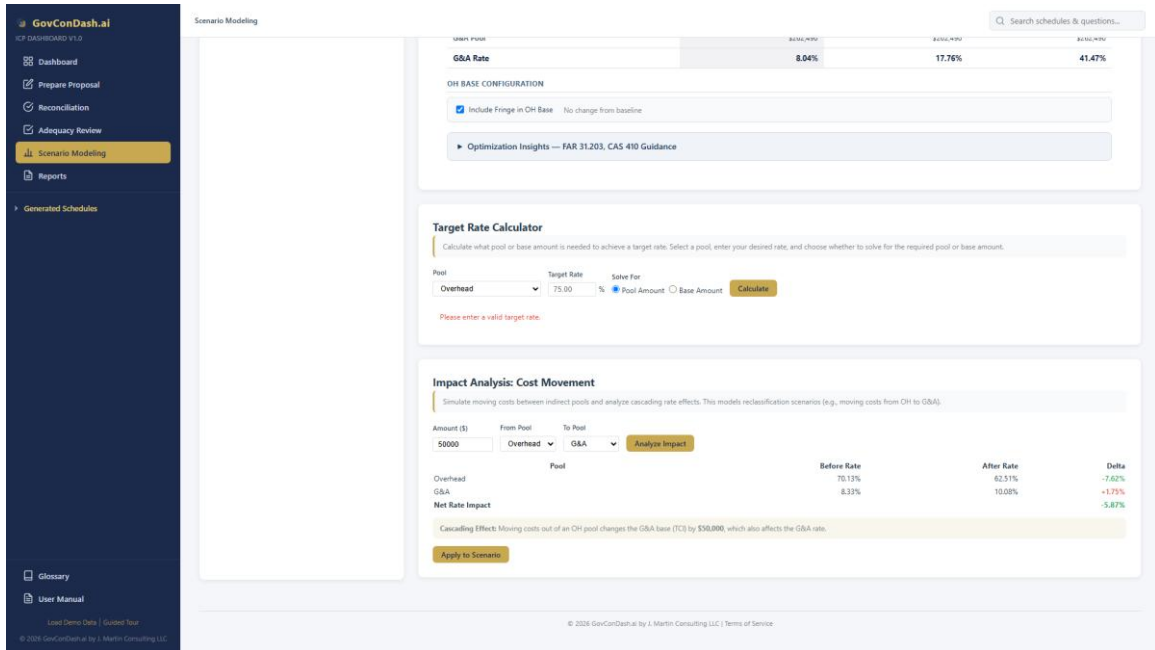 GovConDash.ai
ICP DASHBOARD V1.0
Dashboard
Prepare Proposal
Reconciliation
Adequacy Review
Scenario Modeling
Reports
Generated Schedules
Glossary
User Manual
Load Demo Data | Guided Tour
© 2026 GovConDash.ai by J. Martin Consulting LLC
Scenario Modeling
Search schedules & questions...
G&A Pool $262,490 $262,490 $262,490
G&A Rate 8.04% 17.76% 41.47%
OH BASE CONFIGURATION
Include Fringe in OH Base No change from baseline
Optimization Insights — FAR 31.203, CAS 410 Guidance
Target Rate Calculator
Calculate what pool or base amount is needed to achieve a target rate. Select a pool, enter your desired rate, and choose whether to solve for the required pool or base amount.
Pool Target Rate Solve For
Overhead 75.00 % Pool Amount Base Amount Calculate
Please enter a valid target rate.
Impact Analysis: Cost Movement
Simulate moving costs between indirect pools and analyze cascading rate effects. This models reclassification scenarios (e.g., moving costs from OH to G&A).
Amount ($) From Pool To Pool
50000 Overhead G&A Analyze Impact
Pool Before Rate After Rate Delta
Overhead 70.13% 62.51% -7.62%
G&A 8.33% 10.08% +1.75%
Net Rate Impact -5.87%
Cascading Effect: Moving costs out of an OH pool changes the G&A base (TCI) by $50,000, which also affects the G&A rate.
Apply to Scenario
© 2026 GovConDash.ai by J. Martin Consulting LLC | Terms of Service